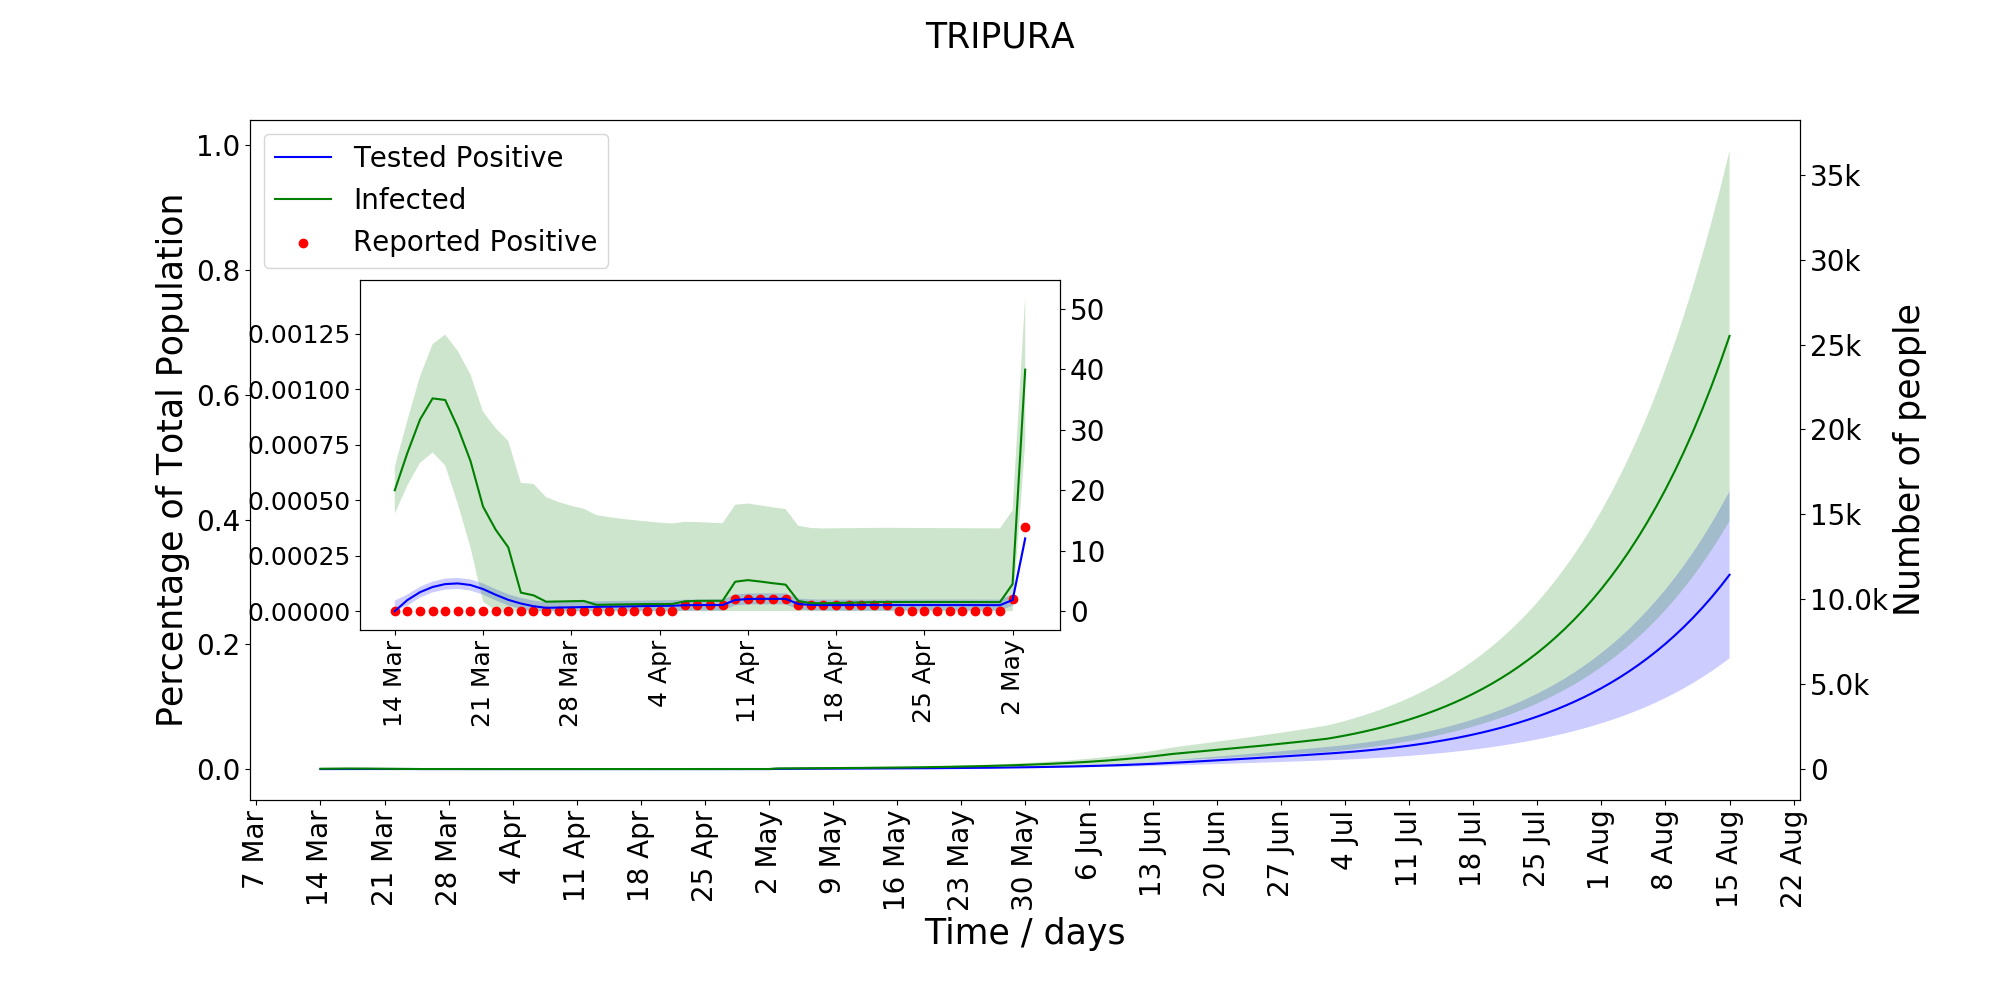 TRIPURA
Tested Positive
Infected
Reported Positive
Percentage of Total Population
1.0
0.8
0.6
0.4
0.2
0.0
35k
30k
25k
20k
15k
10.0k
5.0k
0
Number of people
0.00125
0.00100
0.00075
0.00050
0.00025
0.00000
50
40
30
20
10
0
14 Mar
21 Mar
28 Mar
4 Apr
11 Apr
18 Apr
25 Apr
2 May
7 Mar
14 Mar
21 Mar
28 Mar
4 Apr
11 Apr
18 Apr
25 Apr
2 May
9 May
16 May
23 May
30 May
6 Jun
13 Jun
20 Jun
27 Jun
4 Jul
11 Jul
18 Jul
25 Jul
1 Aug
8 Aug
15 Aug
22 Aug
Time / days